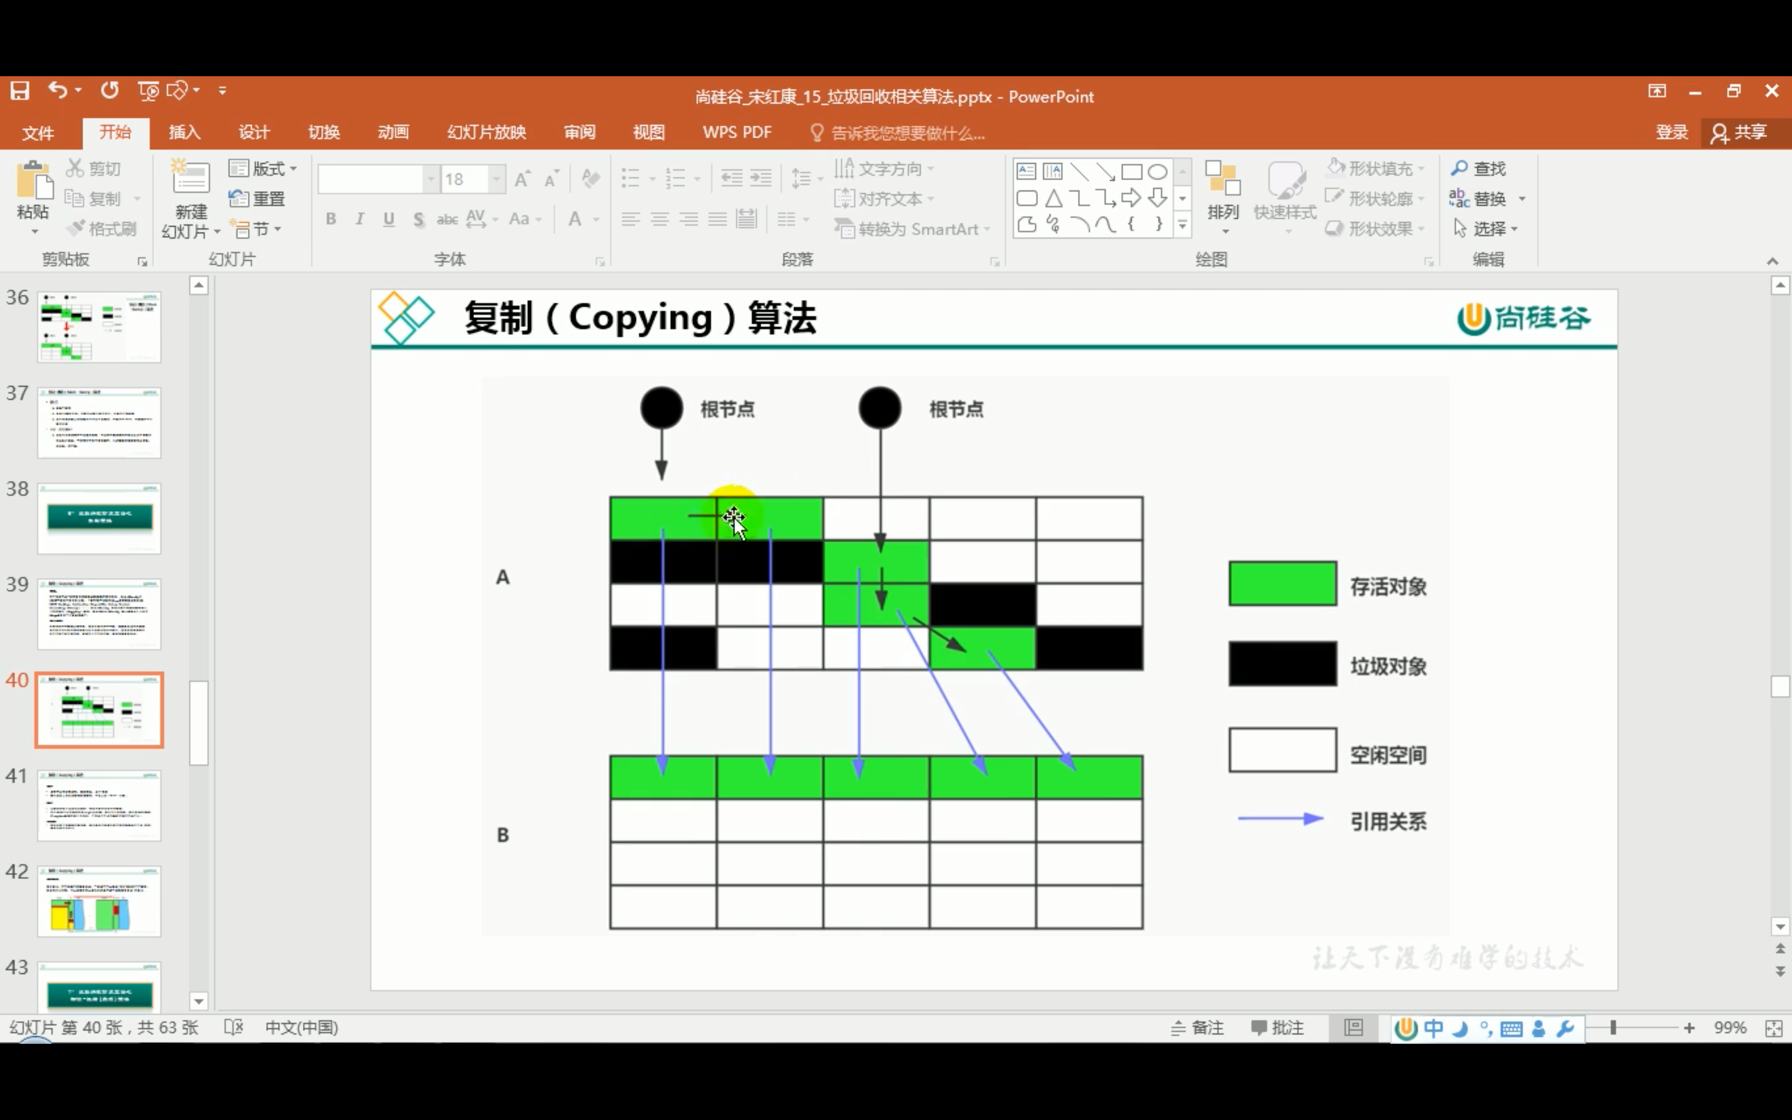 尚硅谷_宋红康_15_垃圾回收相关算法.pptx - PowerPoint
文件 开始 插入 设计 切换 动画 幻灯片放映 审阅 视图 WPS PDF 告诉我您想要做什么... 登录 共享
粘贴 剪切 复制 格式刷
新建幻灯片 版式 重置 节
18
B I U S abc AV Aa A
文字方向 对齐文本 转换为 SmartArt
排列 快速样式 形状填充 形状轮廓 形状效果
查找 替换 选择
剪贴板 幻灯片 字体 段落 绘图 编辑
36
37
38
39
40
41
42
43
复制（Copying）算法
尚硅谷
根节点 根节点
A
B
存活对象
垃圾对象
空闲空间
引用关系
让天下没有难学的技术
幻灯片 第 40 张，共 63 张 中文(中国) 备注 批注 中 99%